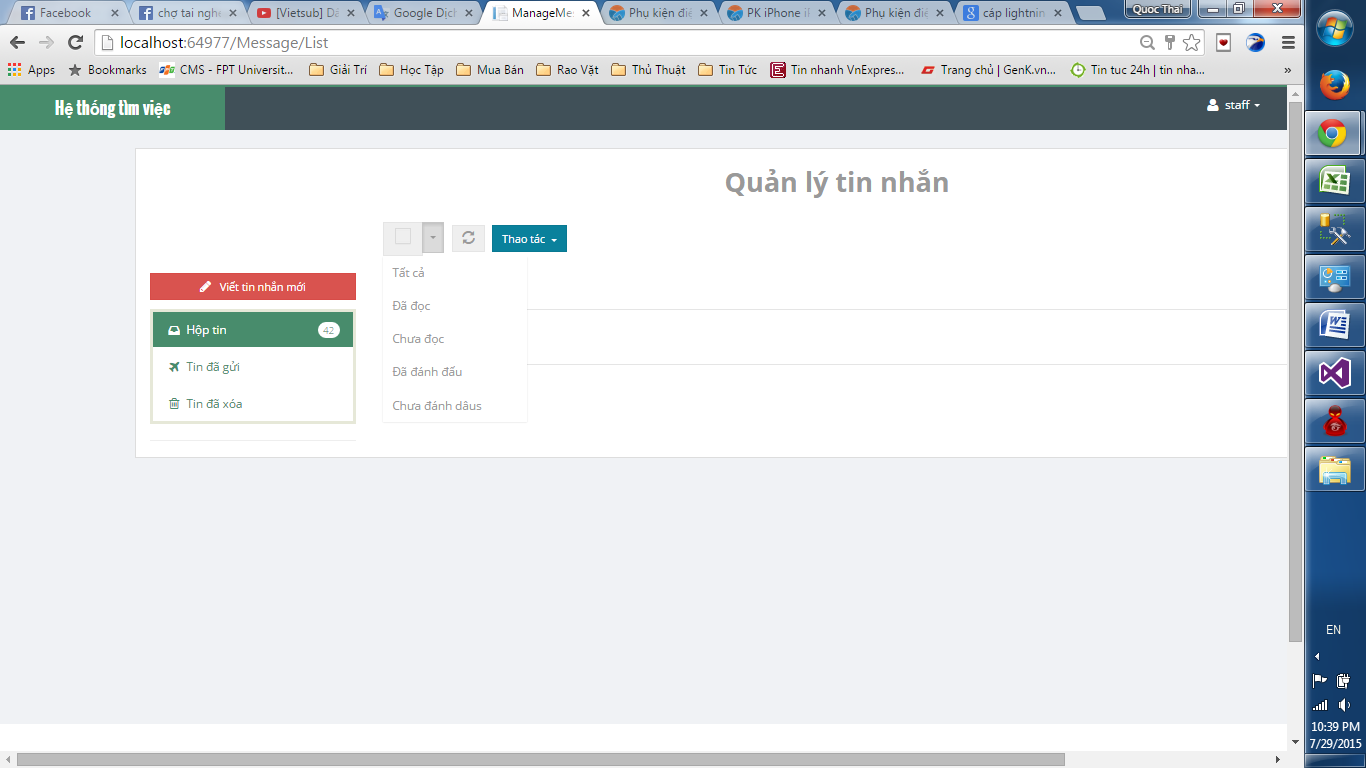 Facebook
chợ tai nghe
[Vietsub] Dấ
Google Dịch
ManageMes
Phụ kiện điệ
PK iPhone iP
Phụ kiện điệ
cáp lightnin
Quoc Thai
localhost:64977/Message/List
Apps
Bookmarks
CMS - FPT Universit...
Giải Trí
Học Tập
Mua Bán
Rao Vặt
Thủ Thuật
Tin Tức
Tin nhanh VnExpres...
Trang chủ | GenK.vn...
Tin tuc 24h | tin nha...
»
Hệ thống tìm việc
staff
Quản lý tin nhắn
Thao tác
Tất cả
Đã đọc
Chưa đọc
Đã đánh đấu
Chưa đánh dâus
Viết tin nhắn mới
Hộp tin 42
Tin đã gửi
Tin đã xóa
EN
10:39 PM
7/29/2015